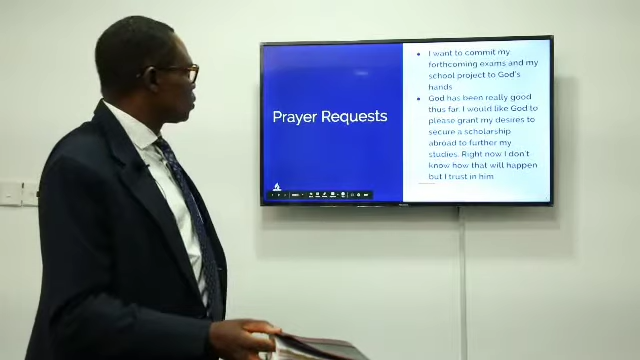 Prayer Requests
• I want to commit my
forthcoming exams and my
school project to God's
hands
• God has been really good
thus far. I would like God to
please grant my desires to
secure a scholarship
abroad to further my
studies. Right now I don't
know how that will happen
but I trust in him